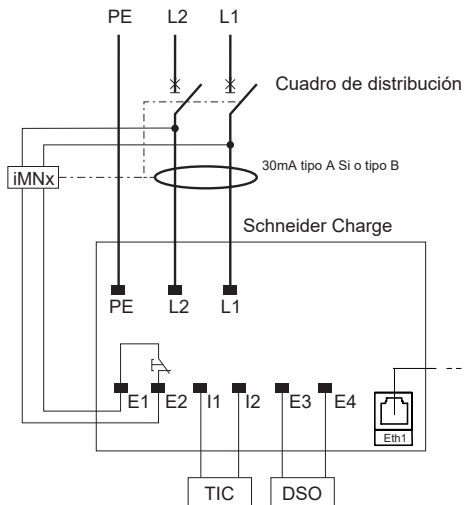 PE L2 L1
Cuadro de distribución
30mA tipo A Si o tipo B
iMNx
Schneider Charge
PE L2 L1
E1 E2 I1 I2 E3 E4
Eth1
TIC DSO